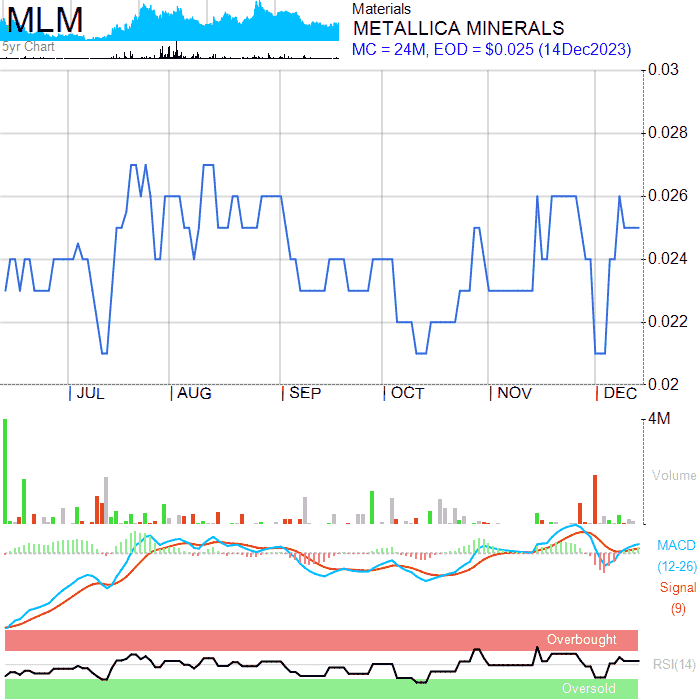 MLM
5yr Chart
Materials
METALLICA MINERALS
MC = 24M, EOD = $0.025 (14Dec2023)
0.03
0.028
0.026
0.024
0.022
0.02
JUL AUG SEP OCT NOV DEC
4M
Volume
MACD
(12-26)
Signal
(9)
Overbought
RSI(14)
Oversold